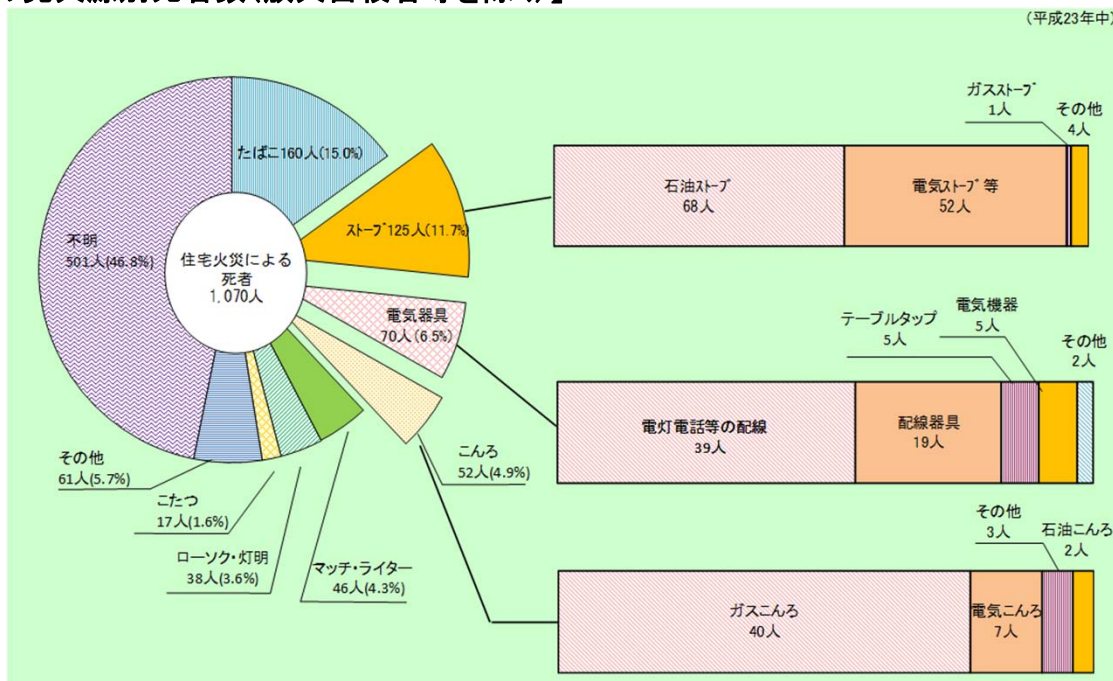 (平成23年中)
たばこ160人(15.0%)
ストーブ125人(11.7%)
電気器具
70人(6.5%)
こんろ
52人(4.9%)
マッチ・ライター
46人(4.3%)
ローソク・灯明
38人(3.6%)
こたつ
17人(1.6%)
その他
61人(5.7%)
不明
501人(46.8%)
住宅火災による
死者
1,070人
石油ストーブ
68人
電気ストーブ等
52人
ガスストーブ
1人
その他
4人
電灯電話等の配線
39人
配線器具
19人
テーブルタップ
5人
電気機器
5人
その他
2人
ガスこんろ
40人
電気こんろ
7人
その他
3人
石油こんろ
2人